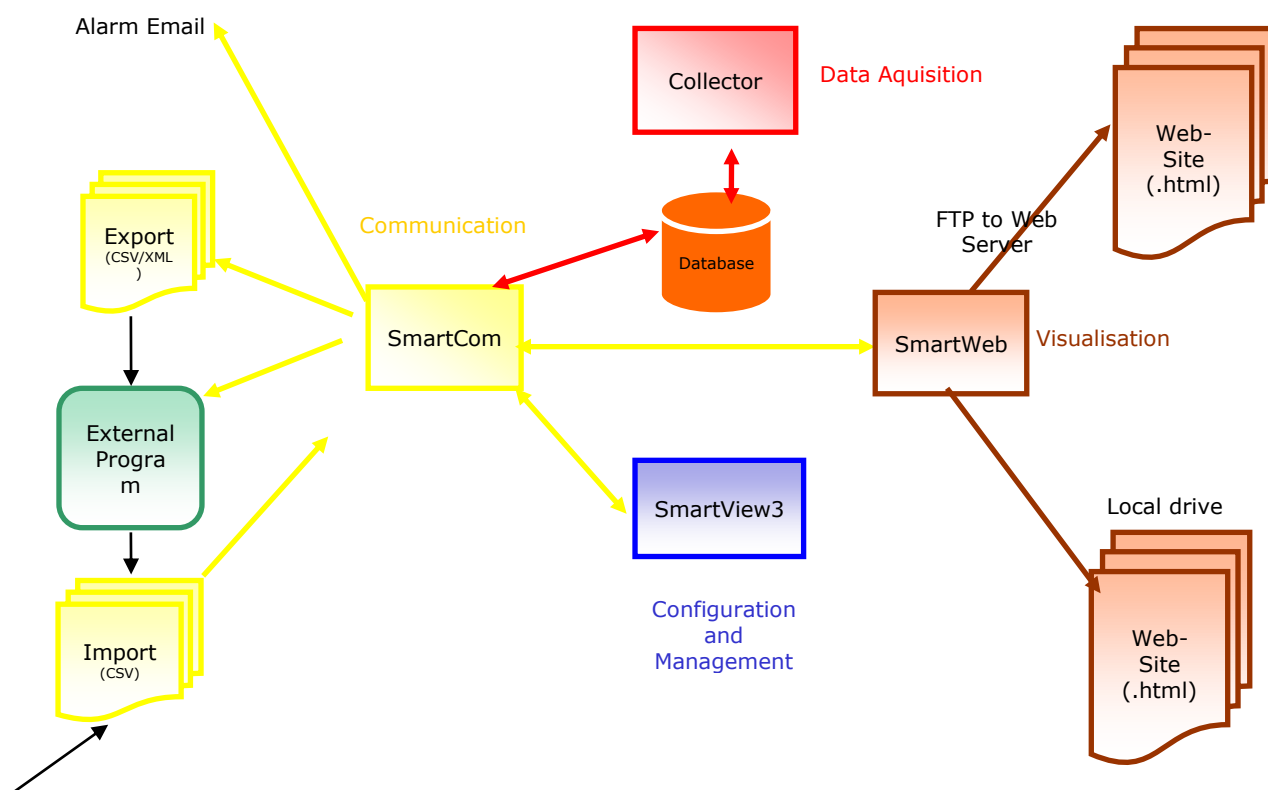 Alarm Email
Collector
Data Aquisition
Web-
Site
(.html)
Export
(CSV/XML
)
Communication
FTP to Web
Server
Database
SmartCom
SmartWeb
Visualisation
External
Progra
m
SmartView3
Local drive
Configuration
and
Management
Import
(CSV)
Web-
Site
(.html)